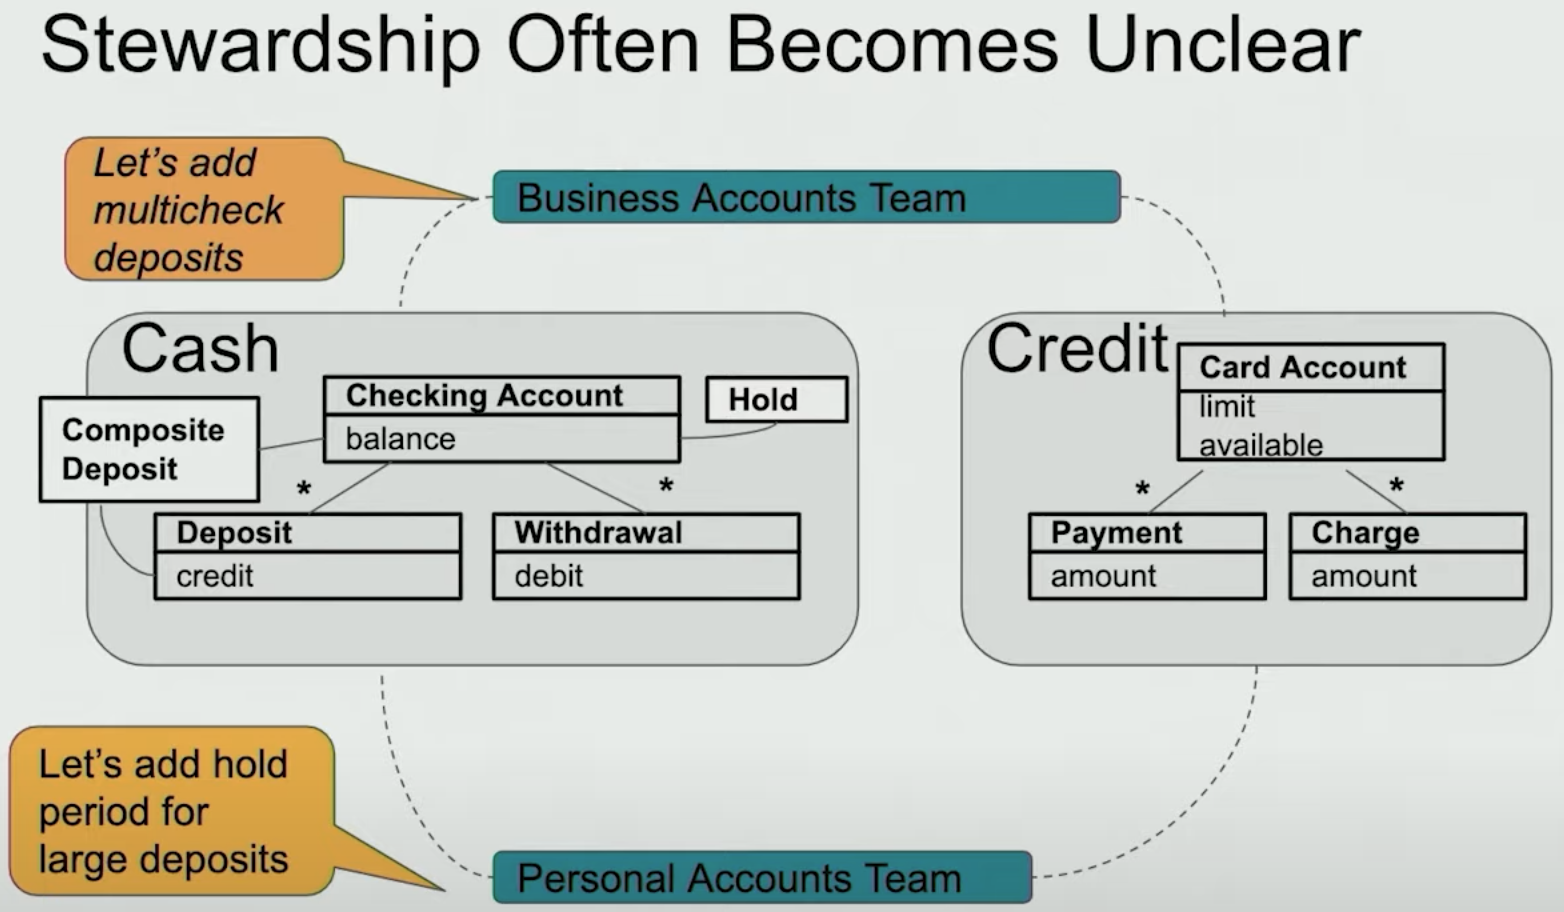 Stewardship Often Becomes Unclear
Let's add
multicheck
deposits
Business Accounts Team
Cash
Composite
Deposit
Checking Account
balance
Hold
*
*
Deposit
credit
Withdrawal
debit
Credit
Card Account
limit
available
*
*
Payment
amount
Charge
amount
Let's add hold
period for
large deposits
Personal Accounts Team